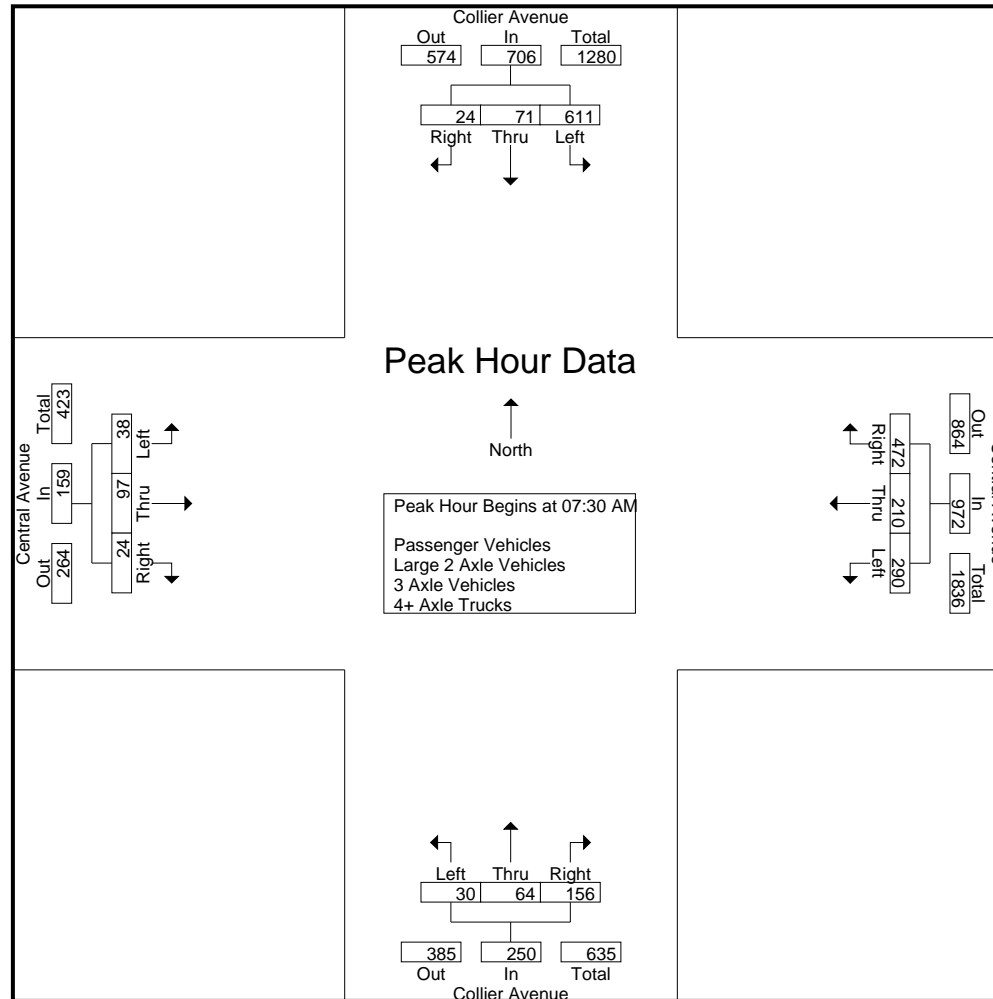 Collier Avenue
Out In Total
574 706 1280
24 71 611
Right Thru Left
Peak Hour Data
North
Peak Hour Begins at 07:30 AM
Passenger Vehicles
Large 2 Axle Vehicles
3 Axle Vehicles
4+ Axle Trucks
Central Avenue
Out In Total
264 159 423
Right Thru Left
24 97 38
Out In Total
864 972 1836
Right Thru Left
472 210 290
Left Thru Right
30 64 156
385 250 635
Out In Total
Collier Avenue